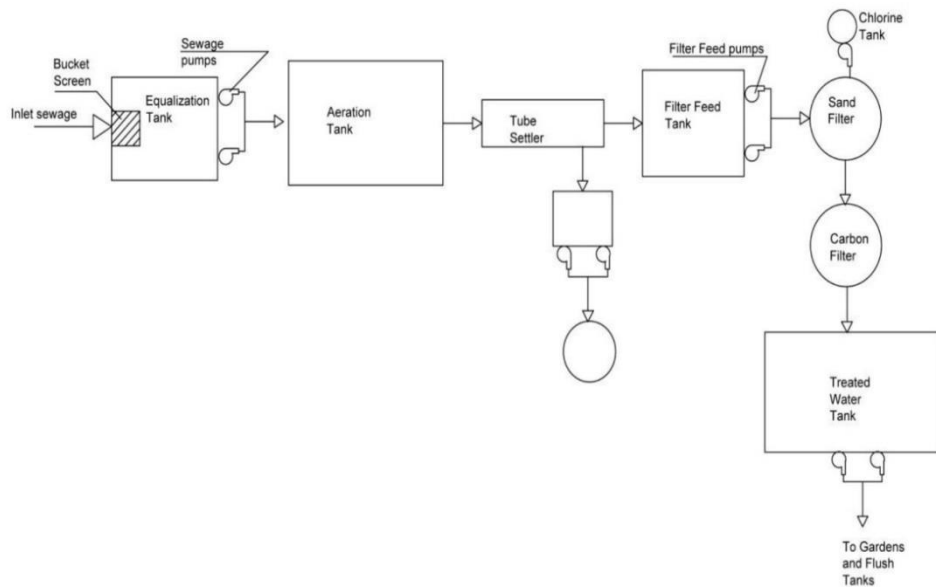 Chlorine
Tank
Sewage
pumps
Filter Feed pumps
Bucket
Screen
Inlet sewage
Equalization
Tank
Aeration
Tank
Tube
Settler
Filter Feed
Tank
Sand
Filter
Carbon
Filter
Treated
Water
Tank
To Gardens
and Flush
Tanks